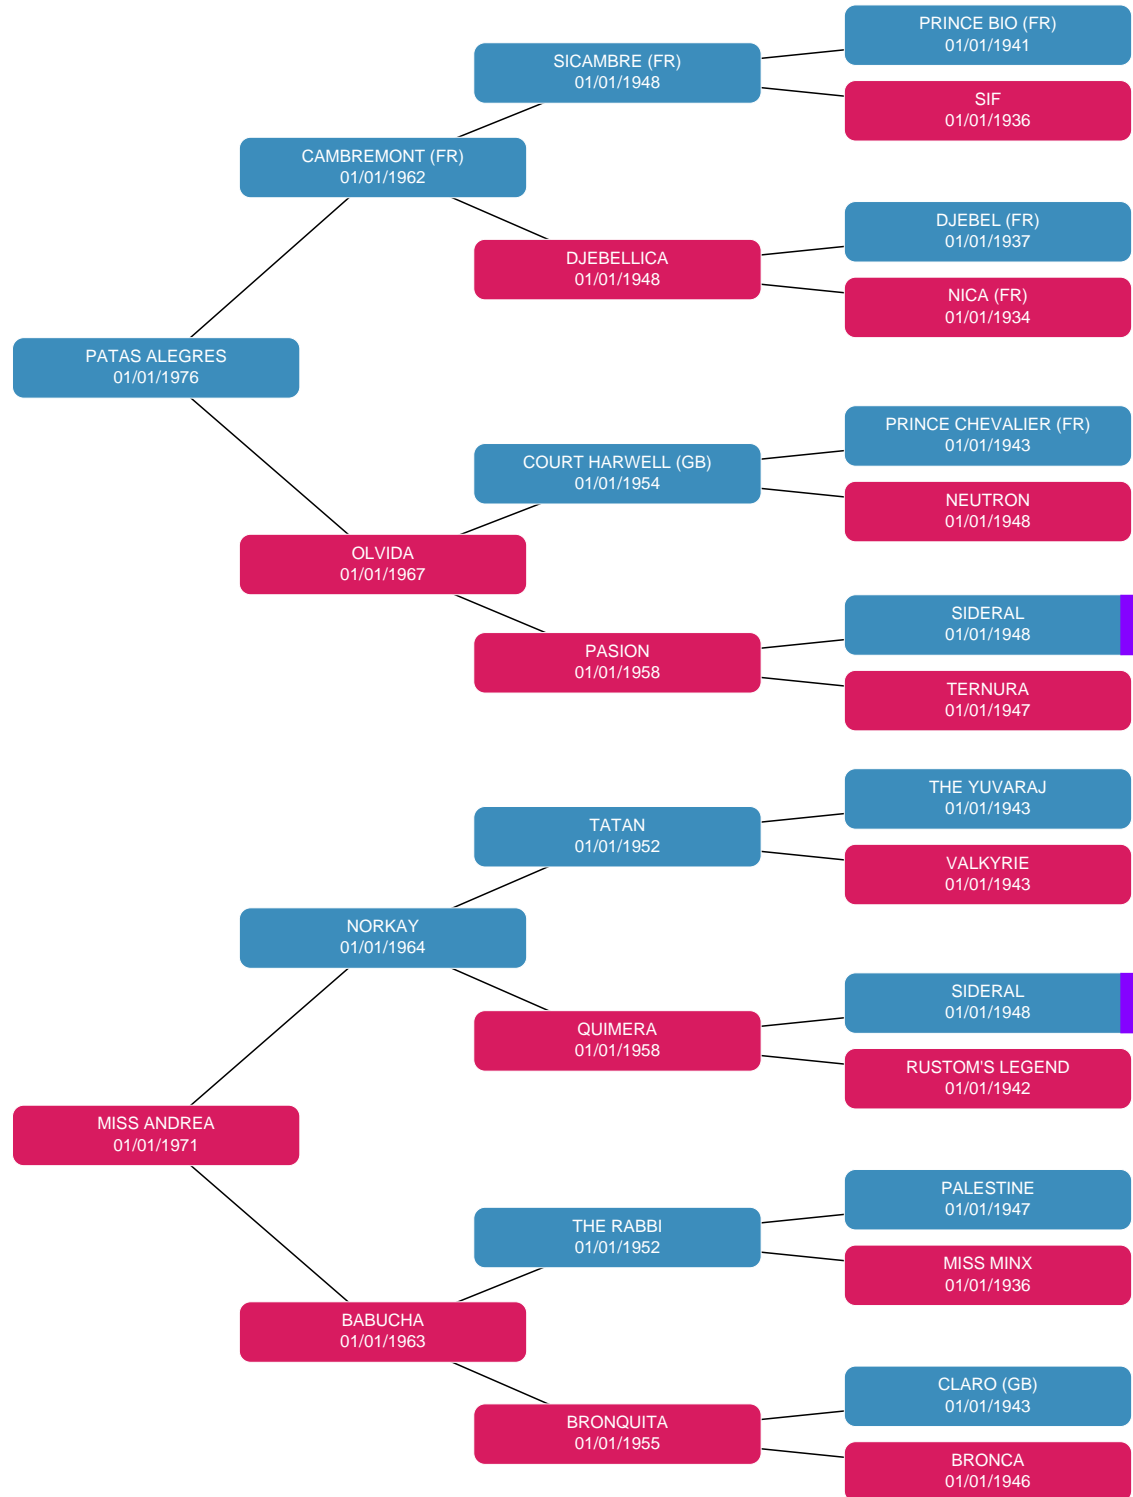 PRINCE BIO (FR)
01/01/1941
SICAMBRE (FR)
01/01/1948
SIF
01/01/1936
CAMBREMONT (FR)
01/01/1962
DJEBEL (FR)
01/01/1937
DJEBELLICA
01/01/1948
NICA (FR)
01/01/1934
PATAS ALEGRES
01/01/1976
PRINCE CHEVALIER (FR)
01/01/1943
COURT HARWELL (GB)
01/01/1954
NEUTRON
01/01/1948
OLVIDA
01/01/1967
SIDERAL
01/01/1948
PASION
01/01/1958
TERNURA
01/01/1947
THE YUVARAJ
01/01/1943
TATAN
01/01/1952
VALKYRIE
01/01/1943
NORKAY
01/01/1964
SIDERAL
01/01/1948
QUIMERA
01/01/1958
RUSTOM'S LEGEND
01/01/1942
MISS ANDREA
01/01/1971
PALESTINE
01/01/1947
THE RABBI
01/01/1952
MISS MINX
01/01/1936
BABUCHA
01/01/1963
CLARO (GB)
01/01/1943
BRONQUITA
01/01/1955
BRONCA
01/01/1946